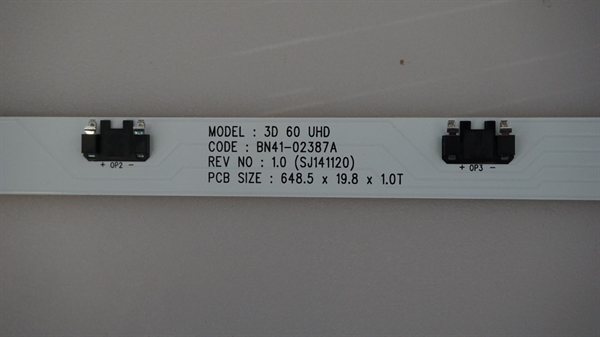 MODEL : 3D 60 UHD
CODE : BN41-02387A
REV NO : 1.0 (SJ141120)
PCB SIZE : 648.5 x 19.8 x 1.0T
+ OP2 -
+ OP3 -